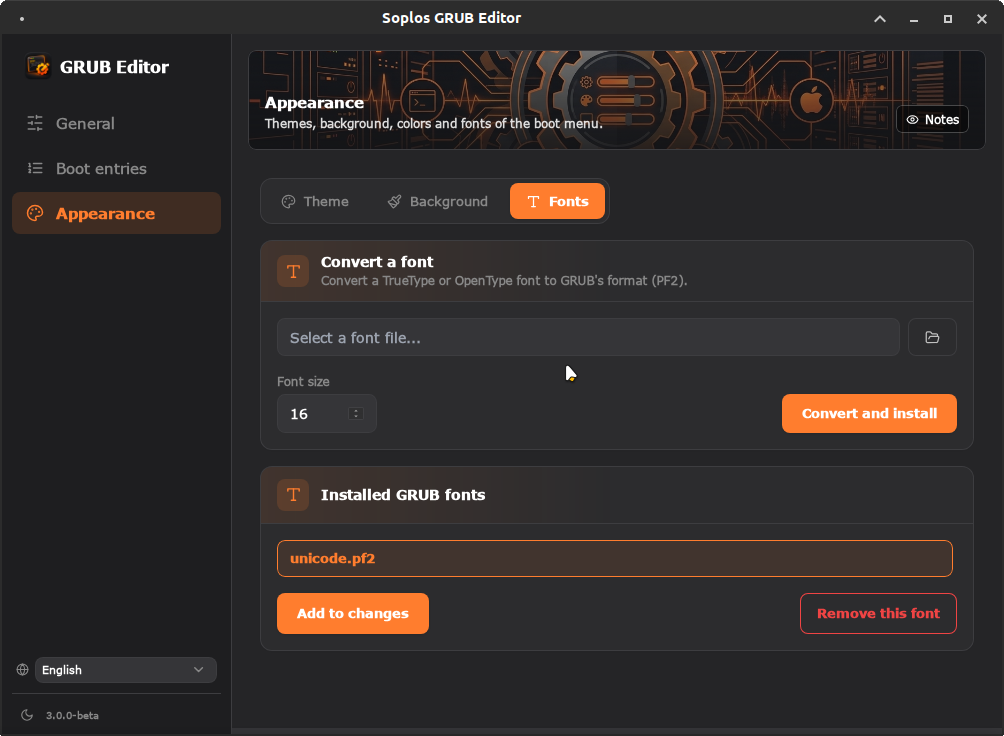 Soplos GRUB Editor
GRUB Editor
General
Boot entries
Appearance
English
3.0.0-beta
Appearance
Themes, background, colors and fonts of the boot menu.
Notes
Theme
Background
T Fonts
T
Convert a font
Convert a TrueType or OpenType font to GRUB's format (PF2).
Select a font file...
Font size
16
Convert and install
T
Installed GRUB fonts
unicode.pf2
Add to changes
Remove this font